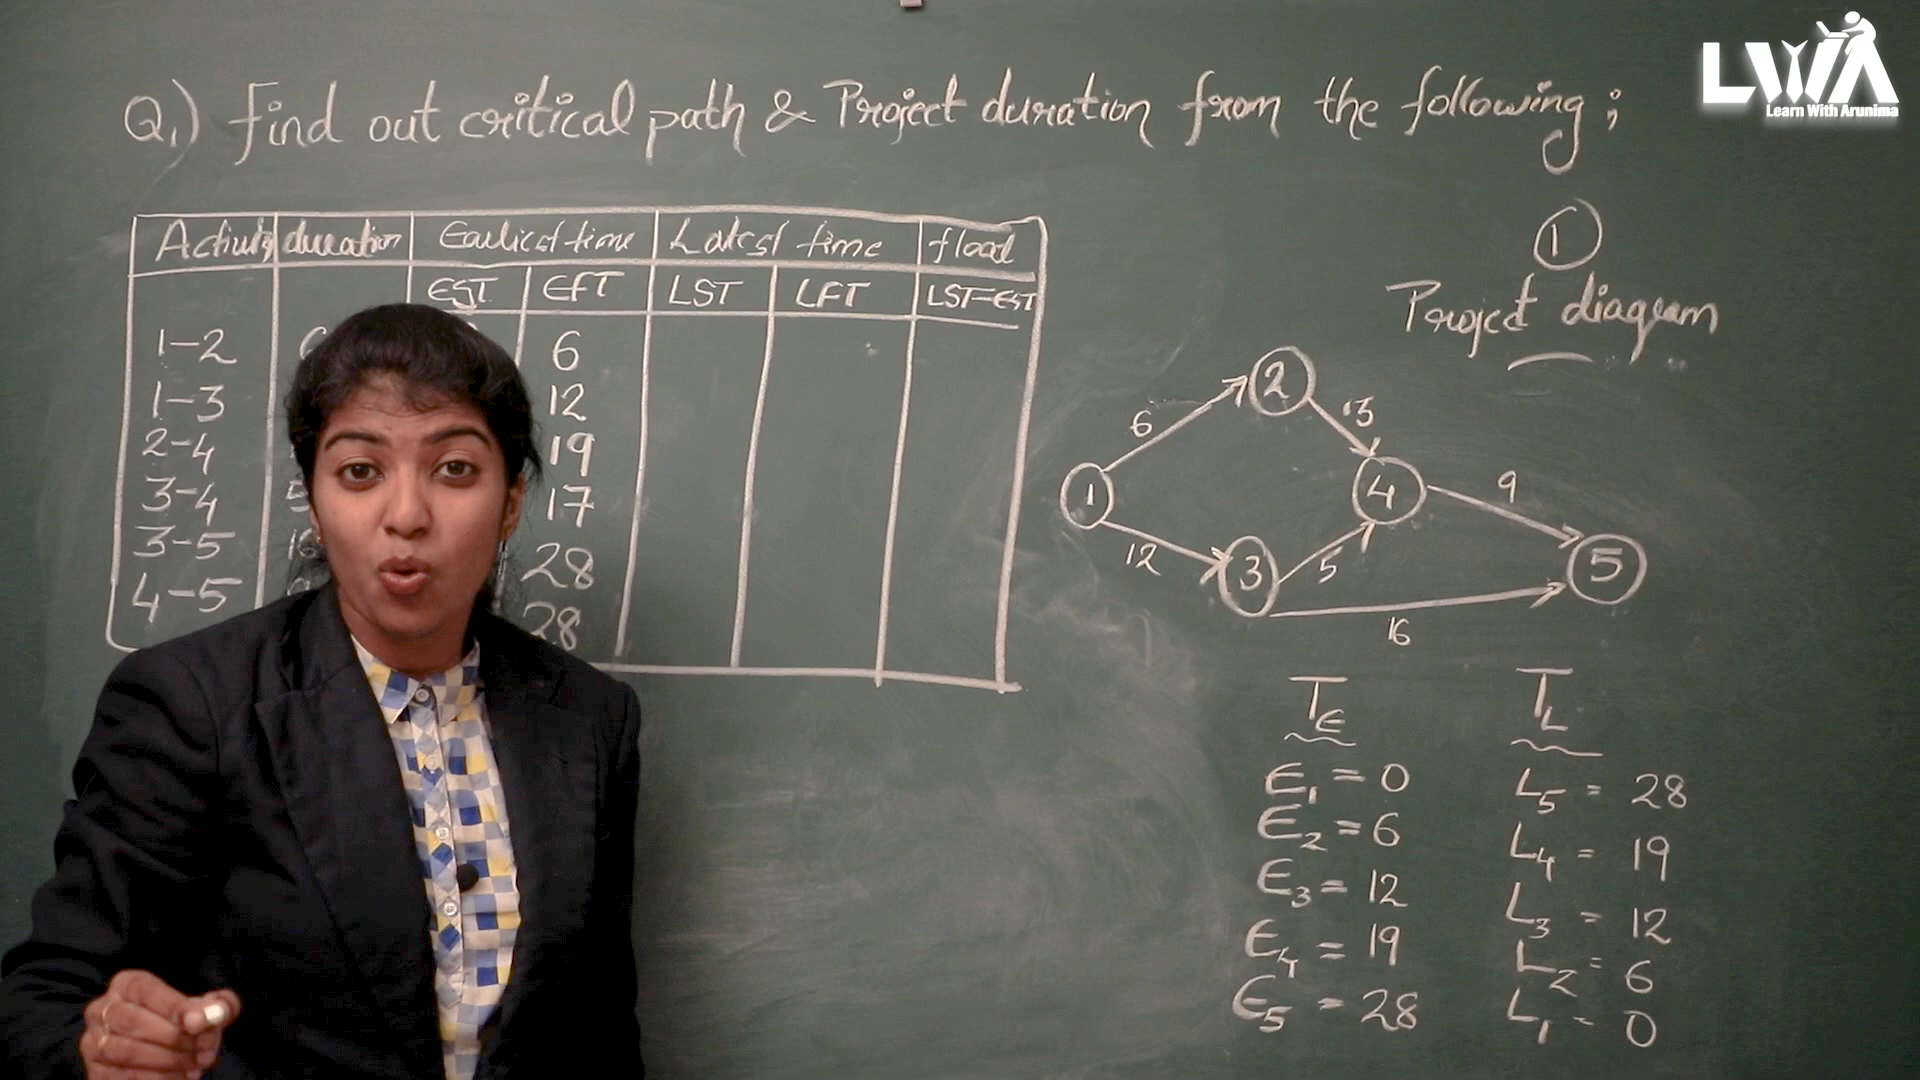 LWA
Learn With Arunima
Q1) Find out critical path & Project duration from the following;
Activity duration Earliest time Latest time float
EST EFT LST LFT LST-EST
1-2 6
1-3 12
2-4 19
3-4 5 17
3-5 28
4-5 28
1
Project diagram
2
6
13
1
4
9
12
3
5
5
16
TE TL
E1 = 0 L5 = 28
E2 = 6 L4 = 19
E3 = 12 L3 = 12
E4 = 19 L2 = 6
E5 = 28 L1 = 0